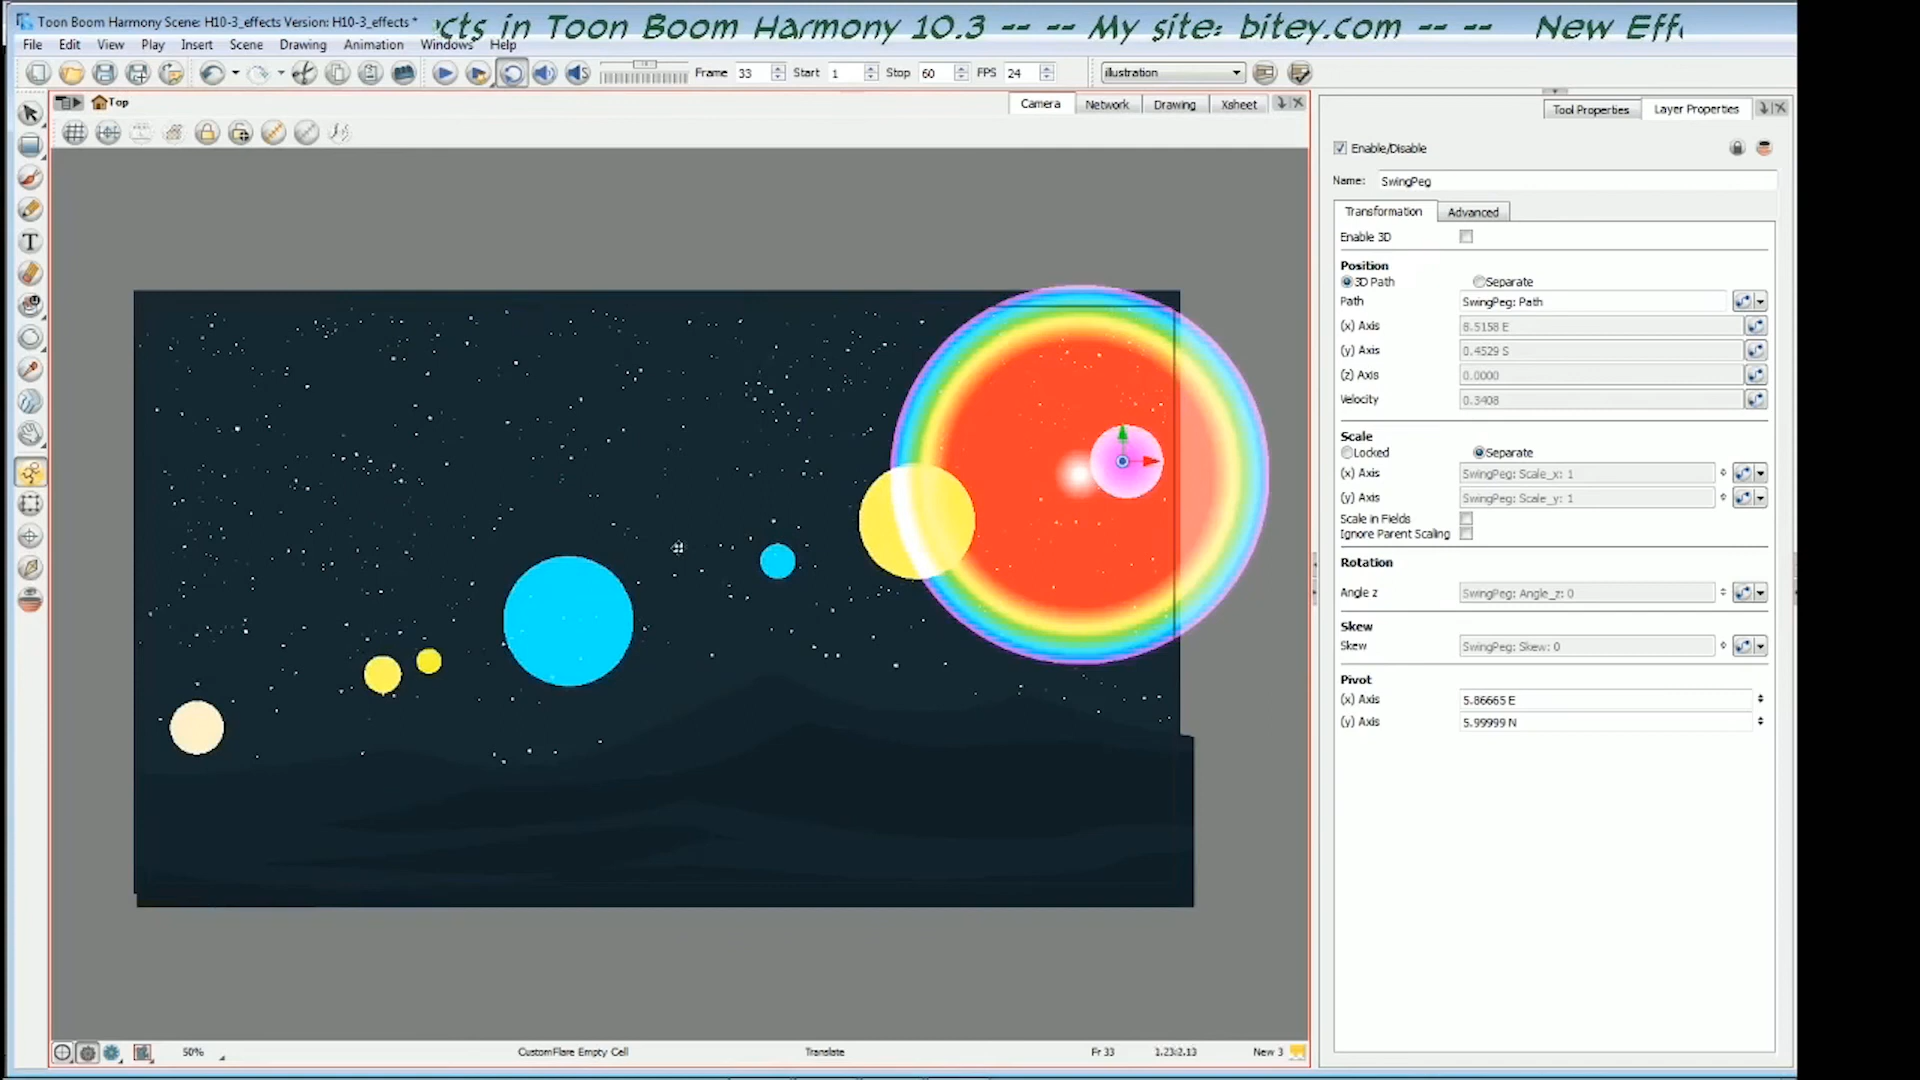 Toon Boom Harmony Scene: H10-3_effects Version: H10-3_effects *
cts in Toon Boom Harmony 10.3 -- -- My site: bitey.com -- -- New Effe
File Edit View Play Insert Scene Drawing Animation Windows Help
Frame 33 Start 1 Stop 60 FPS 24 illustration
Top Camera Network Drawing Xsheet
Tool Properties Layer Properties
Enable/Disable
Name: SwingPeg
Transformation Advanced
Enable 3D
Position
3D Path Separate
Path SwingPeg: Path
(x) Axis 8.5158 E
(y) Axis 0.4529 S
(z) Axis 0.0000
Velocity 0.3408
Scale
Locked Separate
(x) Axis SwingPeg: Scale_x: 1
(y) Axis SwingPeg: Scale_y: 1
Scale in Fields
Ignore Parent Scaling
Rotation
Angle z SwingPeg: Angle_z: 0
Skew
Skew SwingPeg: Skew: 0
Pivot
(x) Axis 5.86665 E
(y) Axis 5.99999 N
50% CustomFlare Empty Cell Translate Fr 33 1.23:2.13 New 3